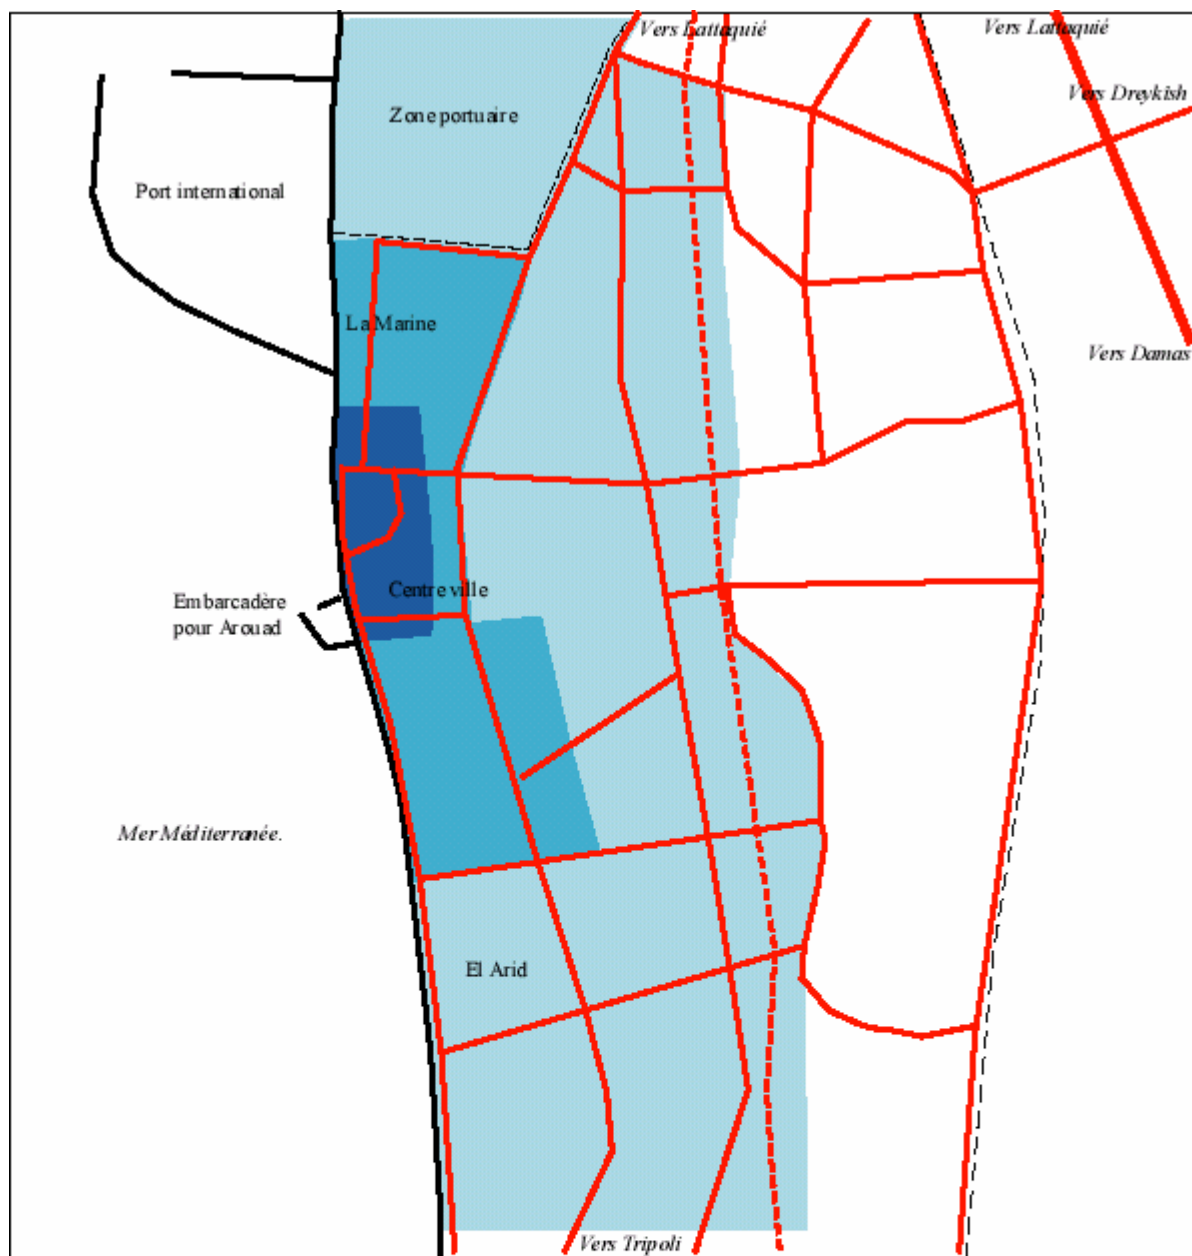 Vers Lattaquié
Vers Lattaquié
Vers Dreykish
Zone portuaire
Port international
La Marine
Vers Damas
Centre ville
Embarcadère
pour Arouad
Mer Méditerranée.
El Arid
Vers Tripoli